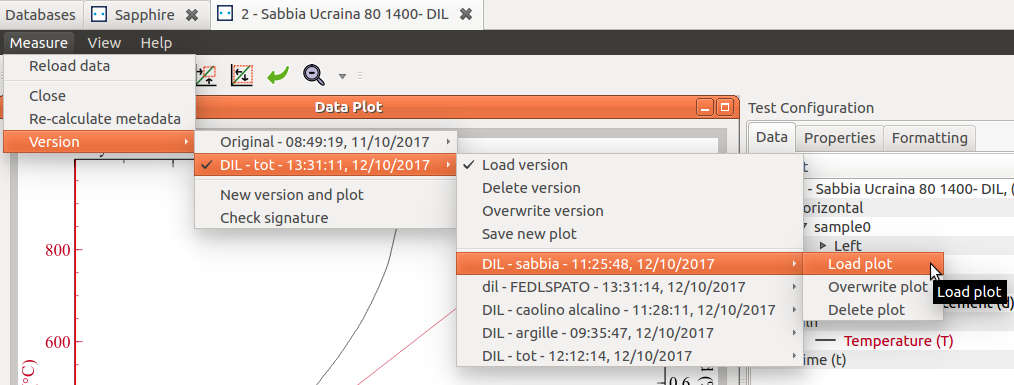 Databases
Sapphire
2 - Sabbia Ucraina 80 1400- DIL
Measure View Help
Reload data
Close
Re-calculate metadata
Version
Original - 08:49:19, 11/10/2017
DIL - tot - 13:31:11, 12/10/2017
New version and plot
Check signature
Load version
Delete version
Overwrite version
Save new plot
DIL - sabbia - 11:25:48, 12/10/2017
dil - FEDLSPATO - 13:31:14, 12/10/2017
DIL - caolino alcalino - 11:28:11, 12/10/2017
DIL - argille - 09:35:47, 12/10/2017
DIL - tot - 12:12:14, 12/10/2017
Load plot
Overwrite plot
Delete plot
Load plot
Data Plot
800
600
°C)
0.6
Test Configuration
Data Properties Formatting
- Sabbia Ucraina 80 1400- DIL, (
orizontal
sample0
Left
(d)
Temperature (T)
ime (t)